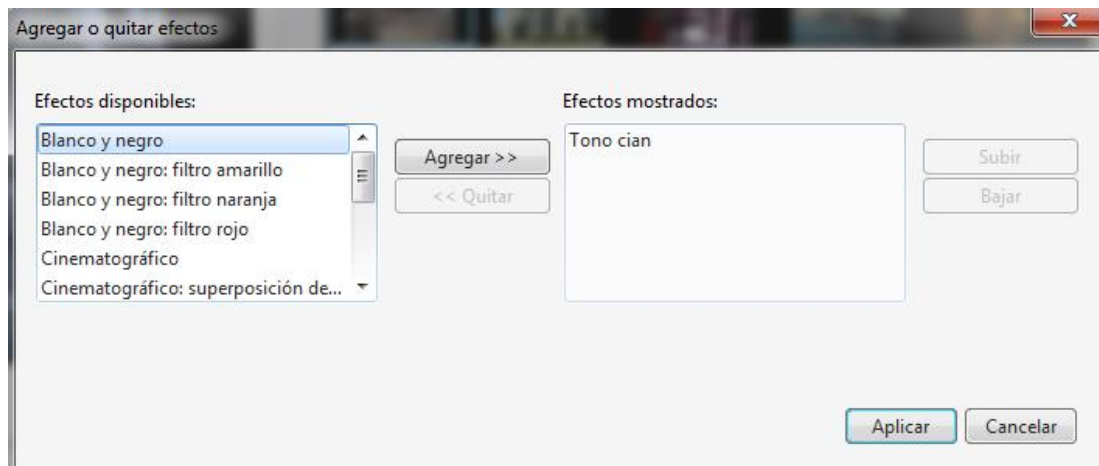 Agregar o quitar efectos
Efectos disponibles:
Blanco y negro
Blanco y negro: filtro amarillo
Blanco y negro: filtro naranja
Blanco y negro: filtro rojo
Cinematográfico
Cinematográfico: superposición de...
Agregar >>
<< Quitar
Efectos mostrados:
Tono cian
Subir
Bajar
Aplicar
Cancelar